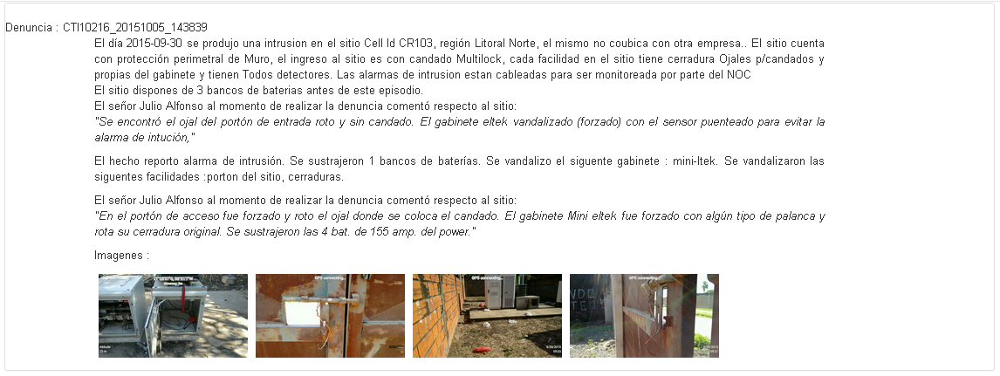 Denuncia : CTI10216_20151005_143839
El día 2015-09-30 se produjo una intrusion en el sitio Cell Id CR103, región Litoral Norte, el mismo no coubica con otra empresa.. El sitio cuenta
con protección perimetral de Muro, el ingreso al sitio es con candado Multilock, cada facilidad en el sitio tiene cerradura Ojales p/candados y
propias del gabinete y tienen Todos detectores. Las alarmas de intrusion estan cableadas para ser monitoreada por parte del NOC
El sitio dispones de 3 bancos de baterias antes de este episodio.
El señor Julio Alfonso al momento de realizar la denuncia comentó respecto al sitio:
"Se encontró el ojal del portón de entrada roto y sin candado. El gabinete eltek vandalizado (forzado) con el sensor puenteado para evitar la
alarma de intución,"
El hecho reporto alarma de intrusión. Se sustrajeron 1 bancos de baterías. Se vandalizo el siguente gabinete : mini-ltek. Se vandalizaron las
siguentes facilidades :porton del sitio, cerraduras.
El señor Julio Alfonso al momento de realizar la denuncia comentó respecto al sitio:
"En el portón de acceso fue forzado y roto el ojal donde se coloca el candado. El gabinete Mini eltek fue forzado con algún tipo de palanca y
rota su cerradura original. Se sustrajeron las 4 bat. de 155 amp. del power."
Imagenes :
GPS connecting...
GPS connecting...
GPS connecting...
Altitude